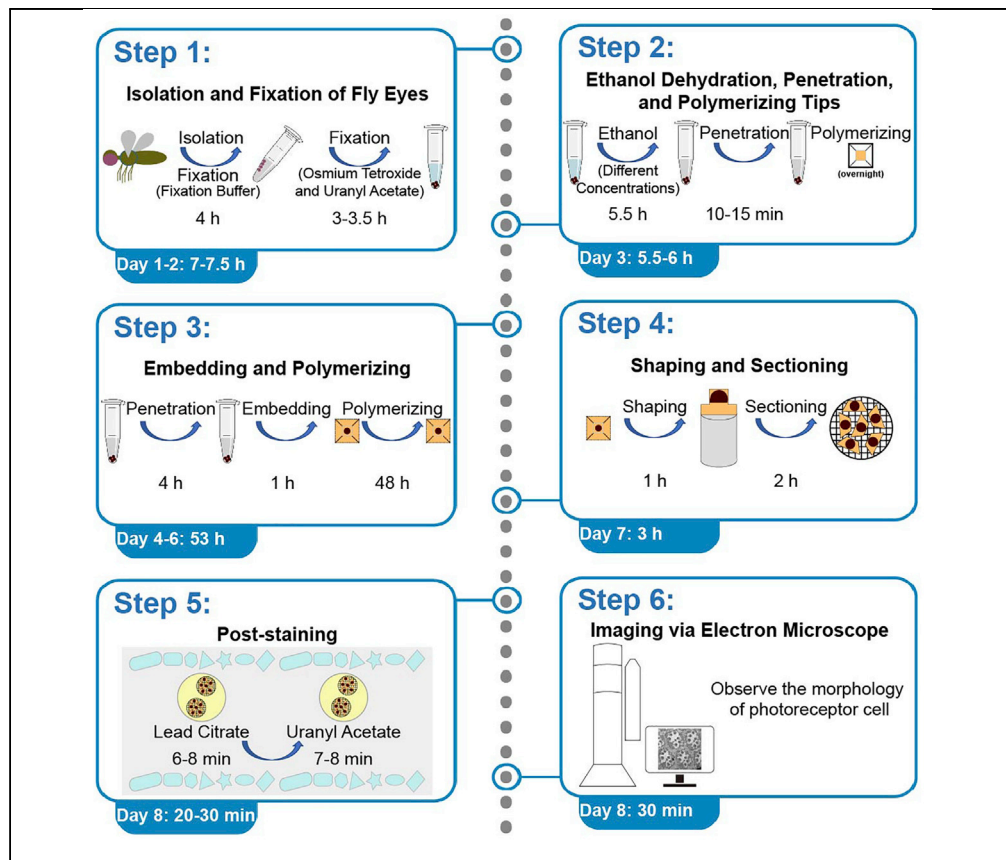 Step 1:
Isolation and Fixation of Fly Eyes
Isolation
Fixation
Fixation
(Fixation Buffer)
(Osmium Tetroxide
and Uranyl Acetate)
4 h
3-3.5 h
Day 1-2: 7-7.5 h
Step 2:
Ethanol Dehydration, Penetration,
and Polymerizing Tips
Ethanol
Penetration
Polymerizing
(Different
Concentrations)
(overnight)
5.5 h
10-15 min
Day 3: 5.5-6 h
Step 3:
Embedding and Polymerizing
Penetration
Embedding
Polymerizing
4 h
1 h
48 h
Day 4-6: 53 h
Step 4:
Shaping and Sectioning
Shaping
Sectioning
1 h
2 h
Day 7: 3 h
Step 5:
Post-staining
Lead Citrate
Uranyl Acetate
6-8 min
7-8 min
Day 8: 20-30 min
Step 6:
Imaging via Electron Microscope
Observe the morphology
of photoreceptor cell
Day 8: 30 min